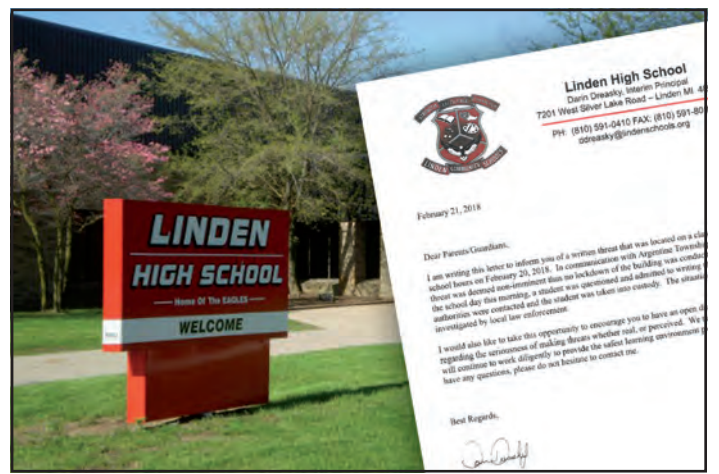 LINDEN
HIGH SCHOOL
Home Of The EAGLES
WELCOME
Linden High School
Darin Dreasky, Interim Principal
7201 West Silver Lake Road – Linden MI
PH: (810) 591-0410 FAX: (810) 591-80
ddreasky@lindenschools.org
LINDEN COMMUNITY SCHOOLS
February 21, 2018
Dear Parents/Guardians,
I am writing this letter to inform you of a written threat that was located on a
school hours on February 20, 2018. In communication with Argentine
threat was deemed non-imminent thus no lockdown of the building was
the school day this morning, a student was questioned and admitted to writing
authorities were contacted and the student was taken into custody. The
investigated by local law enforcement.
I would also like to take this opportunity to encourage you to have an open
regarding the seriousness of making threats whether real, or perceived. We
will continue to work diligently to provide the safest learning environment
have any questions, please do not hesitate to contact me.
Best Regards,